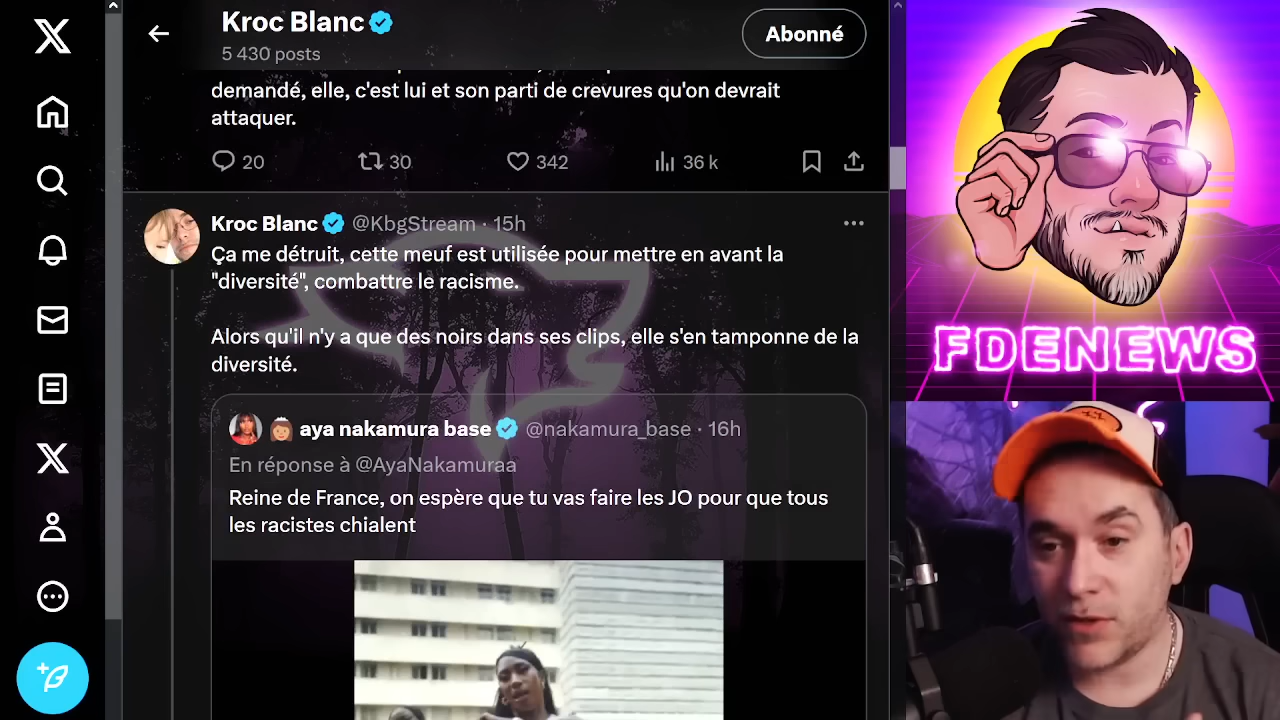 Kroc Blanc
5 430 posts
Abonné
demandé, elle, c'est lui et son parti de crevures qu'on devrait
attaquer.
20 30 342 36 k
Kroc Blanc @KbgStream · 15h
Ça me détruit, cette meuf est utilisée pour mettre en avant la
"diversité", combattre le racisme.
Alors qu'il n'y a que des noirs dans ses clips, elle s'en tamponne de la
diversité.
aya nakamura base @nakamura_base · 16h
En réponse à @AyaNakamuraa
Reine de France, on espère que tu vas faire les JO pour que tous
les racistes chialent
FDENEWS